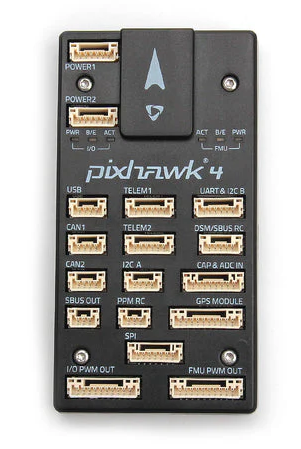 POWER1
POWER2
PWR B/E ACT
I/O
ACT B/E PWR
FMU
pixhawk® 4
USB TELEM1 UART & I2C B
CAN1 TELEM2 DSM/SBUS RC
CAN2 I2C A CAP & ADC IN
SBUS OUT PPM RC GPS MODULE
SPI
I/O PWM OUT FMU PWM OUT